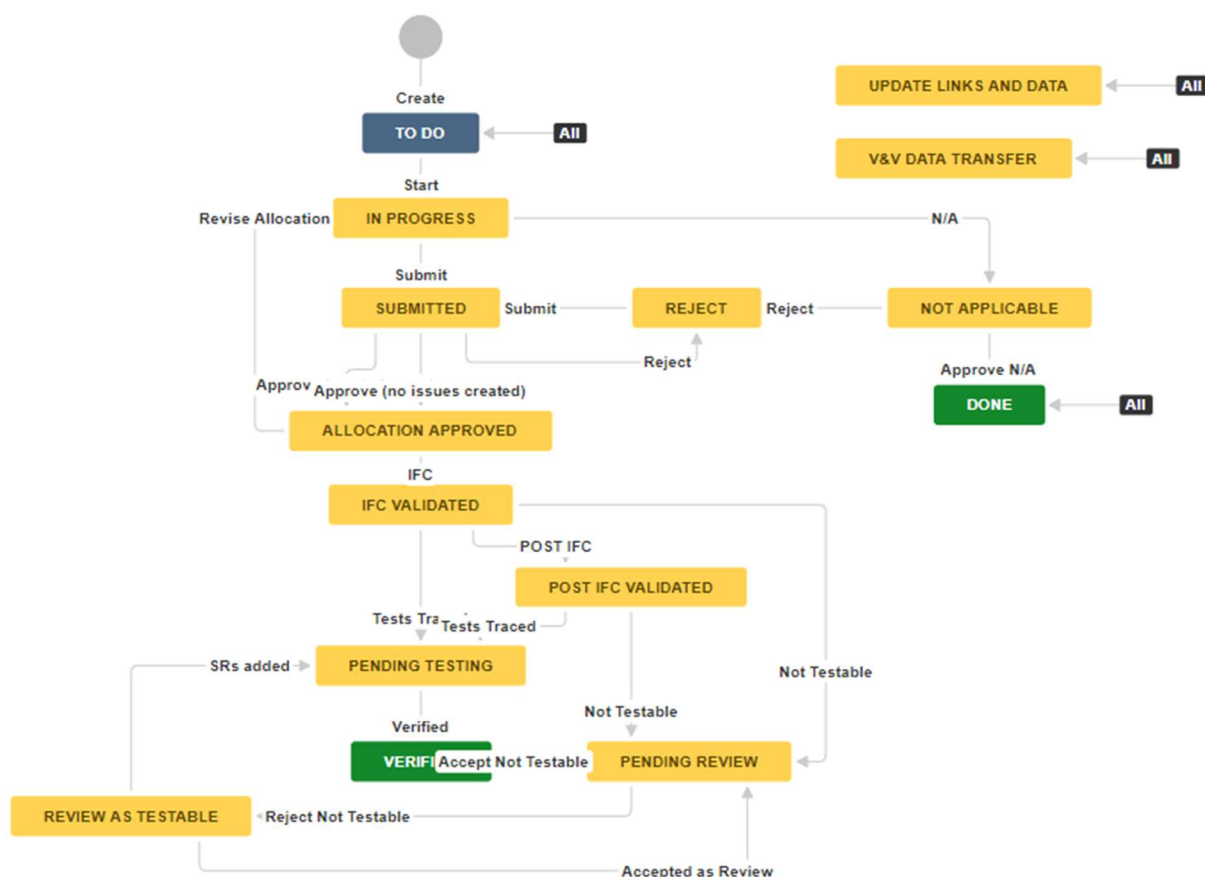 Create
UPDATE LINKS AND DATA
All
TO DO
All
V&V DATA TRANSFER
All
Start
Revise Allocation
IN PROGRESS
N/A
Submit
SUBMITTED
Submit
REJECT
Reject
NOT APPLICABLE
Reject
Approve N/A
Approve (no issues created)
DONE
All
ALLOCATION APPROVED
IFC
IFC VALIDATED
POST IFC
POST IFC VALIDATED
Tests
Tests Traced
SRs added
PENDING TESTING
Not Testable
Not Testable
Verified
Accept Not Testable
PENDING REVIEW
REVIEW AS TESTABLE
Reject Not Testable
Accepted as Review